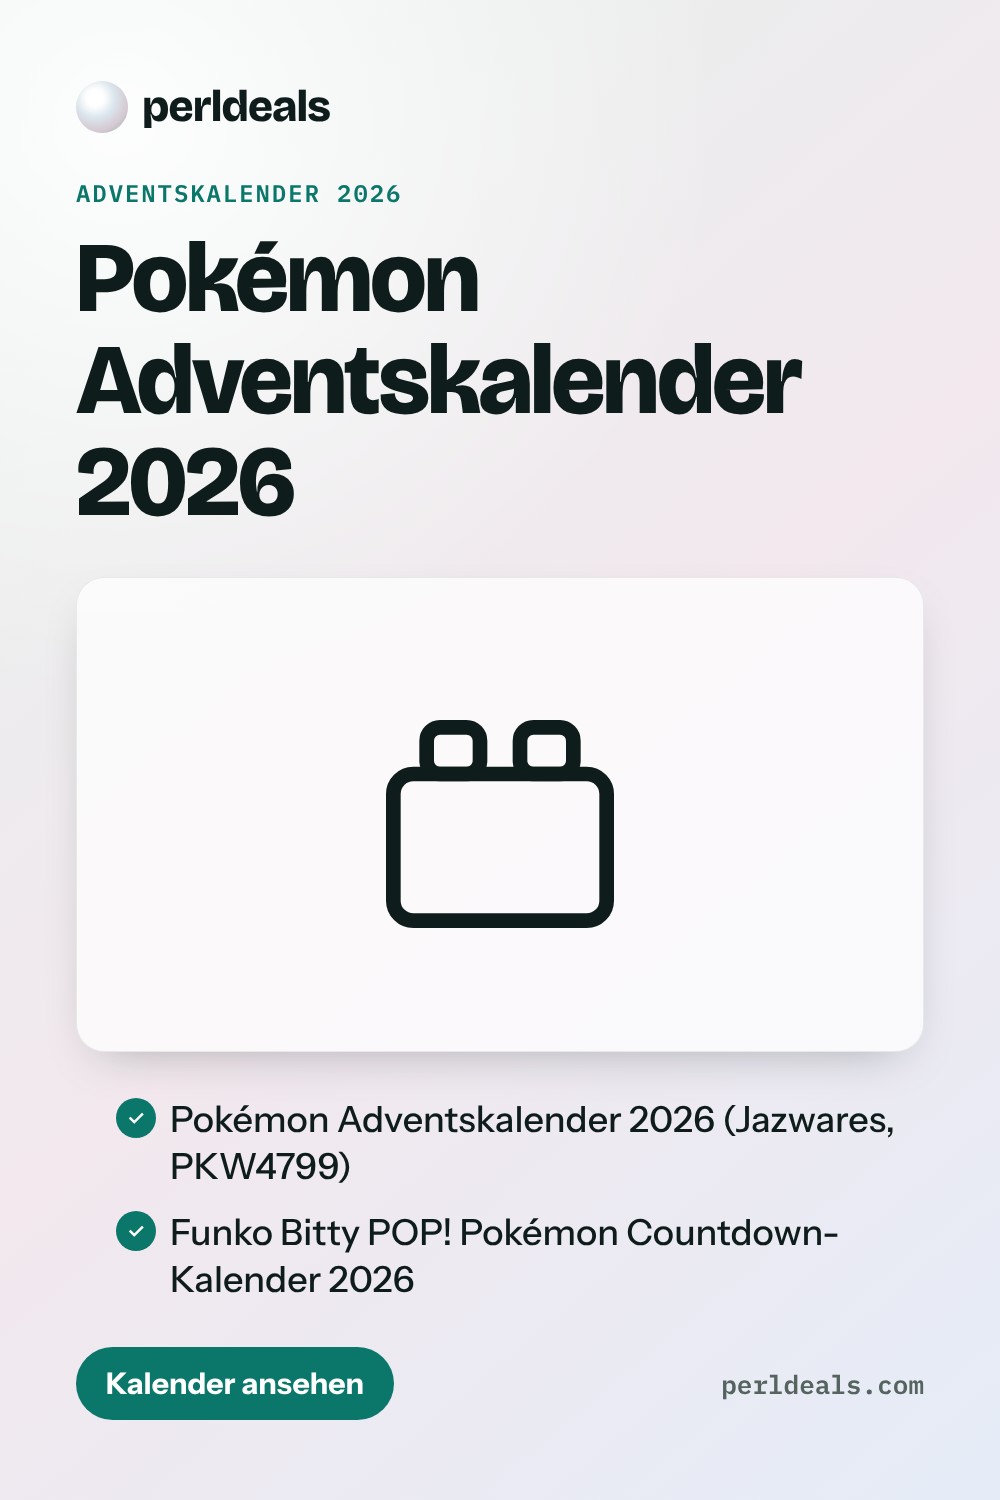 perldeals
ADVENTSKALENDER 2026
Pokémon
Adventskalender
2026
Pokémon Adventskalender 2026 (Jazwares,
PKW4799)
Funko Bitty POP! Pokémon Countdown-
Kalender 2026
Kalender ansehen
perldeals.com